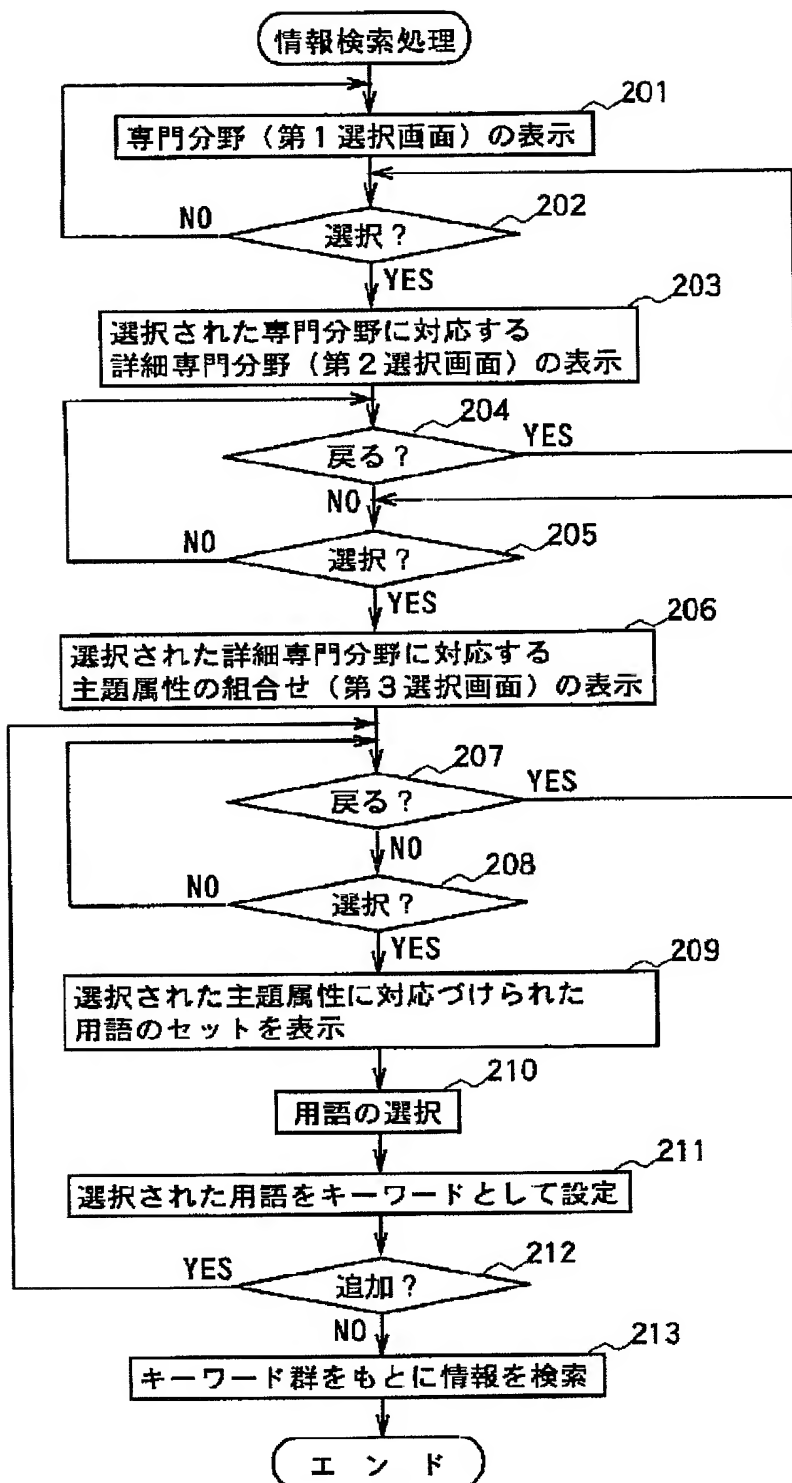 情報検索処理
201
専門分野（第１選択画面）の表示
202
NO
選択？
YES
203
選択された専門分野に対応する
詳細専門分野（第２選択画面）の表示
204
YES
戻る？
NO
205
NO
選択？
YES
206
選択された詳細専門分野に対応する
主題属性の組合せ（第３選択画面）の表示
207
YES
戻る？
NO
208
NO
選択？
YES
209
選択された主題属性に対応づけられた
用語のセットを表示
210
用語の選択
211
選択された用語をキーワードとして設定
212
YES
追加？
NO
213
キーワード群をもとに情報を検索
エンド